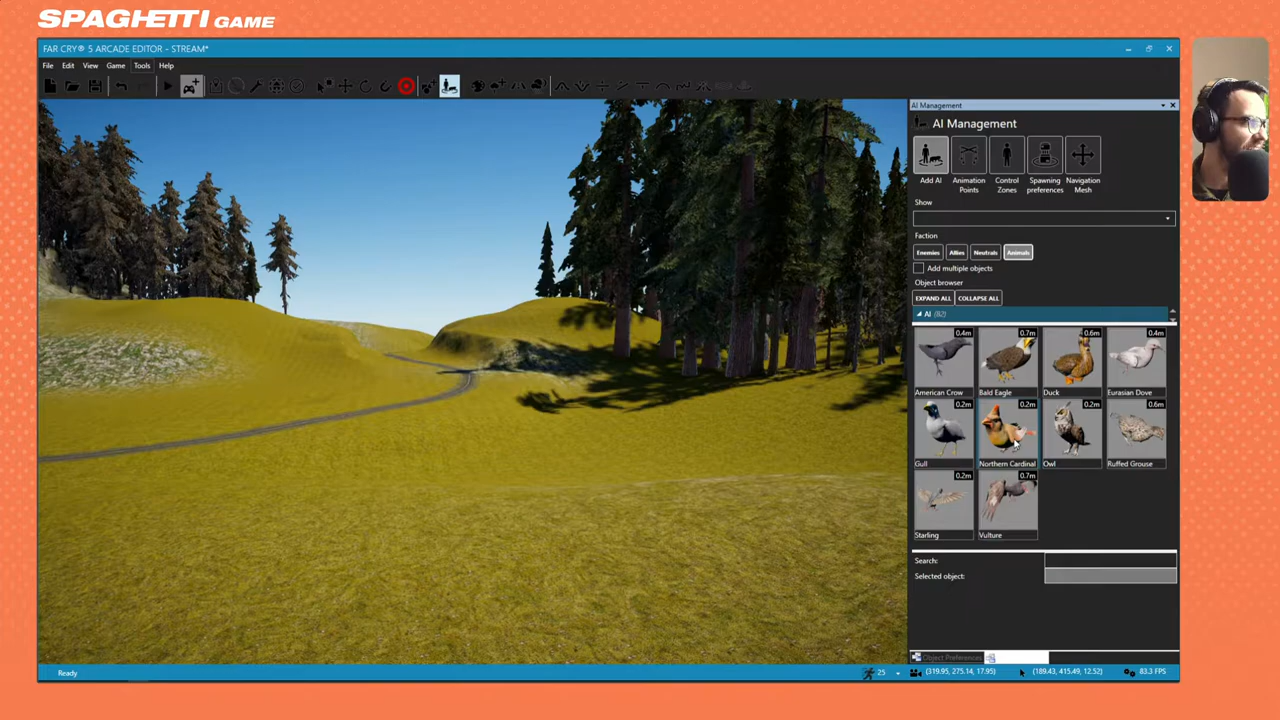 SPAGHETTI GAME
FAR CRY® 5 ARCADE EDITOR - STREAM*
File Edit View Game Tools Help
AI Management
AI Management
Add AI
Animation Points
Control Zones
Spawning preferences
Navigation Mesh
Show
Faction
Enemies Allies Neutrals Animals
Add multiple objects
Object browser
EXPAND ALL COLLAPSE ALL
AI (82)
0.4m 0.7m 0.6m 0.4m
American Crow Bald Eagle Duck Eurasian Dove
0.2m 0.2m 0.2m 0.6m
Gull Northern Cardinal Owl Ruffed Grouse
0.2m 0.7m
Starling Vulture
Search:
Selected object:
Object Preferences
Ready 25 (319.95, 275.14, 17.95) (189.43, 415.49, 12.52) 83.3 FPS